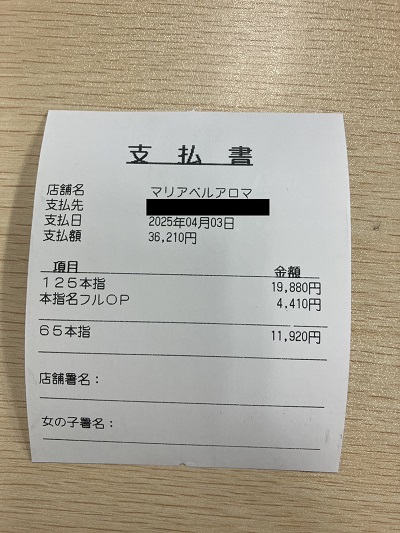 支払書
店舗名 マリアベルアロマ
支払先
支払日 2025年04月03日
支払額 36,210円
項目 金額
125本指 19,880円
本指名フルOP 4,410円
65本指 11,920円
店舗署名：
女の子署名：